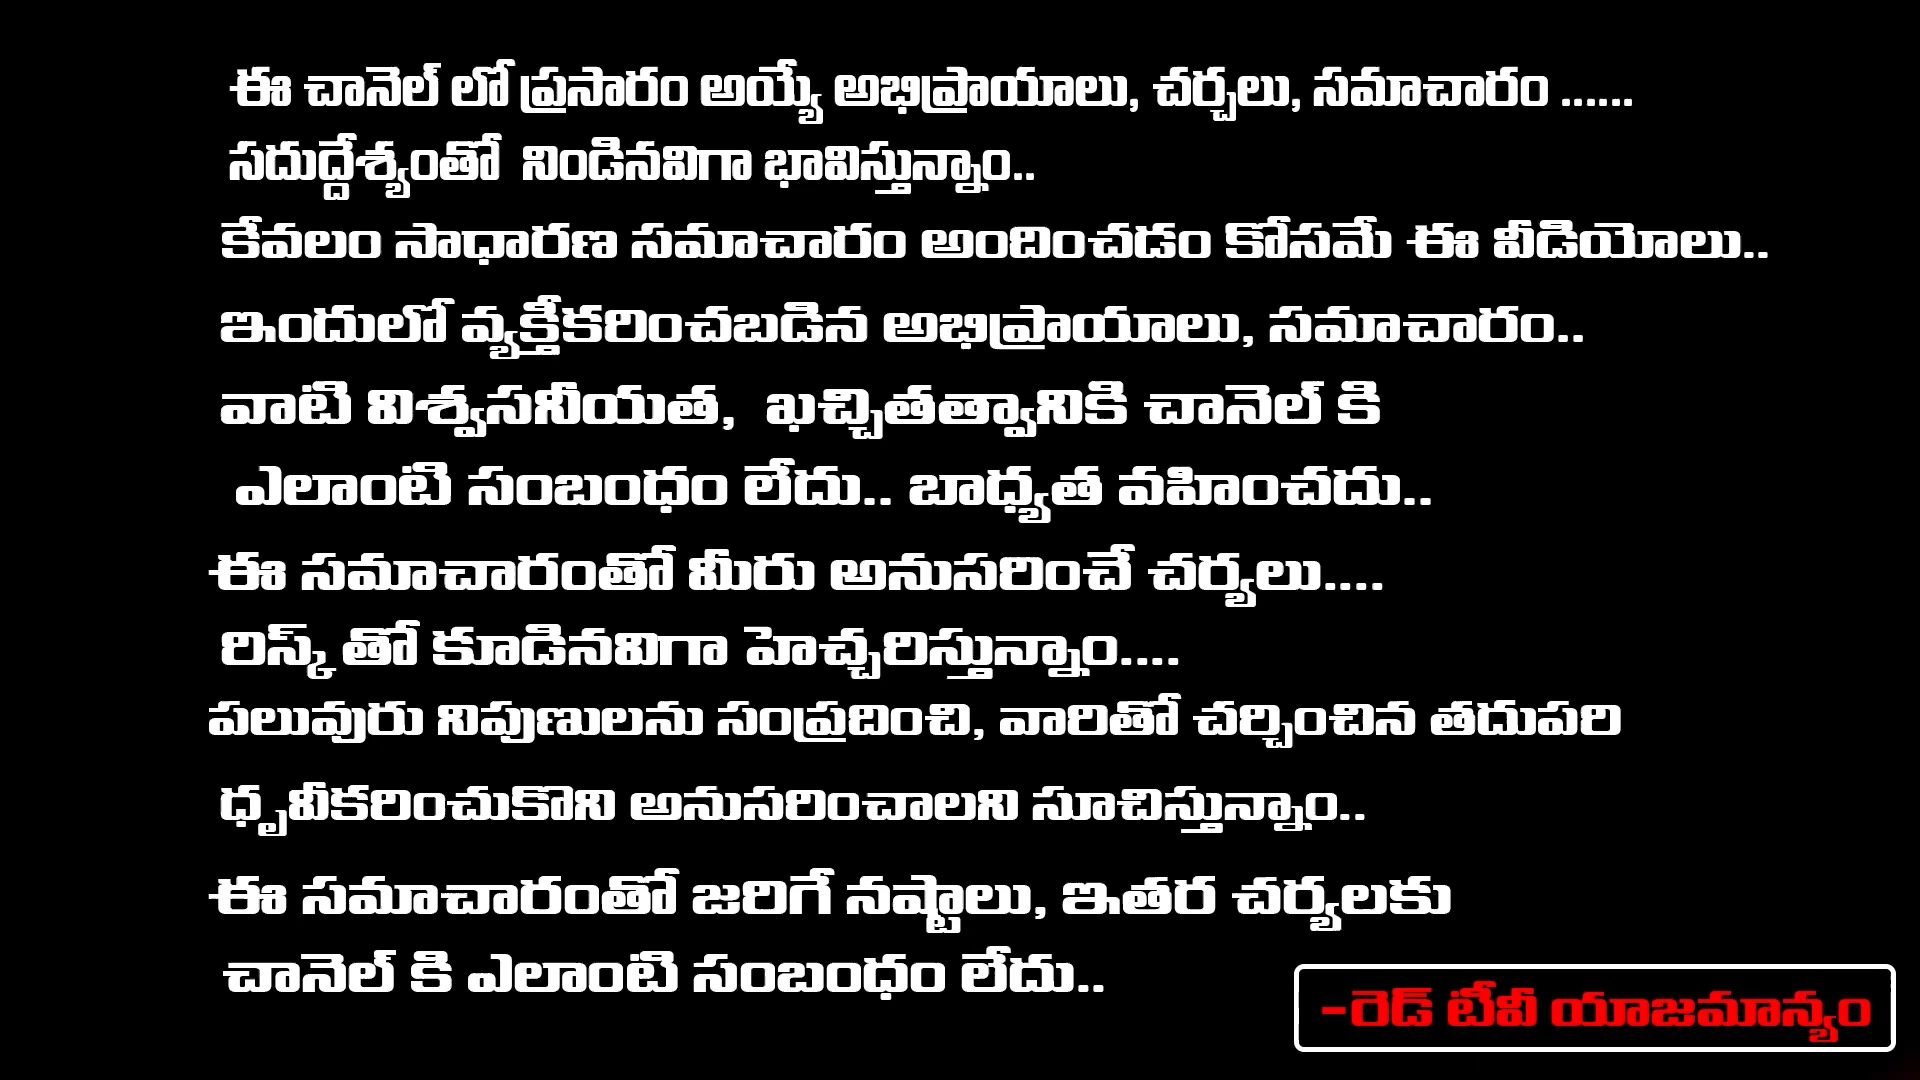 ఈ చానెల్ లో ప్రసారం అయ్యే అభిప్రాయాలు, చర్చలు, సమాచారం ......
సదుద్దేశ్యంతో నిండినవిగా భావిస్తున్నాం..
కేవలం సాధారణ సమాచారం అందించడం కోసమే ఈ వీడియోలు..
ఇందులో వ్యక్తీకరించబడిన అభిప్రాయాలు, సమాచారం..
వాటి విశ్వసనీయత, ఖచ్చితత్వానికి చానెల్ కి
ఎలాంటి సంబంధం లేదు.. బాధ్యత వహించదు..
ఈ సమాచారంతో మీరు అనుసరించే చర్యలు....
రిస్క్ తో కూడినవిగా హెచ్చరిస్తున్నాం....
పలువురు నిపుణులను సంప్రదించి, వారితో చర్చించిన తదుపరి
ధృవీకరించుకొని అనుసరించాలని సూచిస్తున్నాం..
ఈ సమాచారంతో జరిగే నష్టాలు, ఇతర చర్యలకు
చానెల్ కి ఎలాంటి సంబంధం లేదు..
-రెడ్ టీవీ యాజమాన్యం